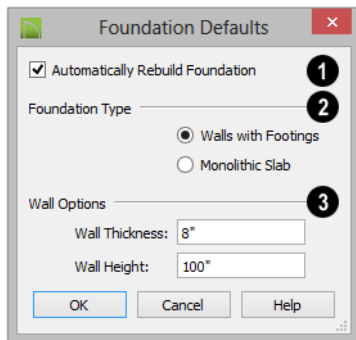 Foundation Defaults
Automatically Rebuild Foundation 1
Foundation Type 2
Walls with Footings
Monolithic Slab
Wall Options 3
Wall Thickness: 8"
Wall Height: 100"
OK Cancel Help